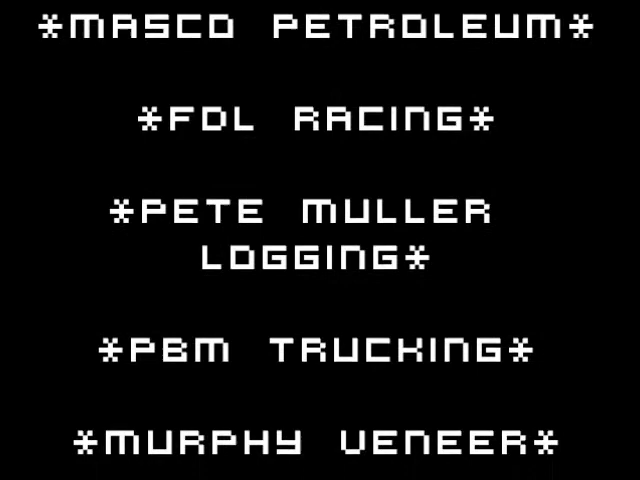 *MASCO PETROLEUM*
*FDL RACING*
*PETE MULLER
LOGGING*
*PBM TRUCKING*
*MURPHY VENEER*